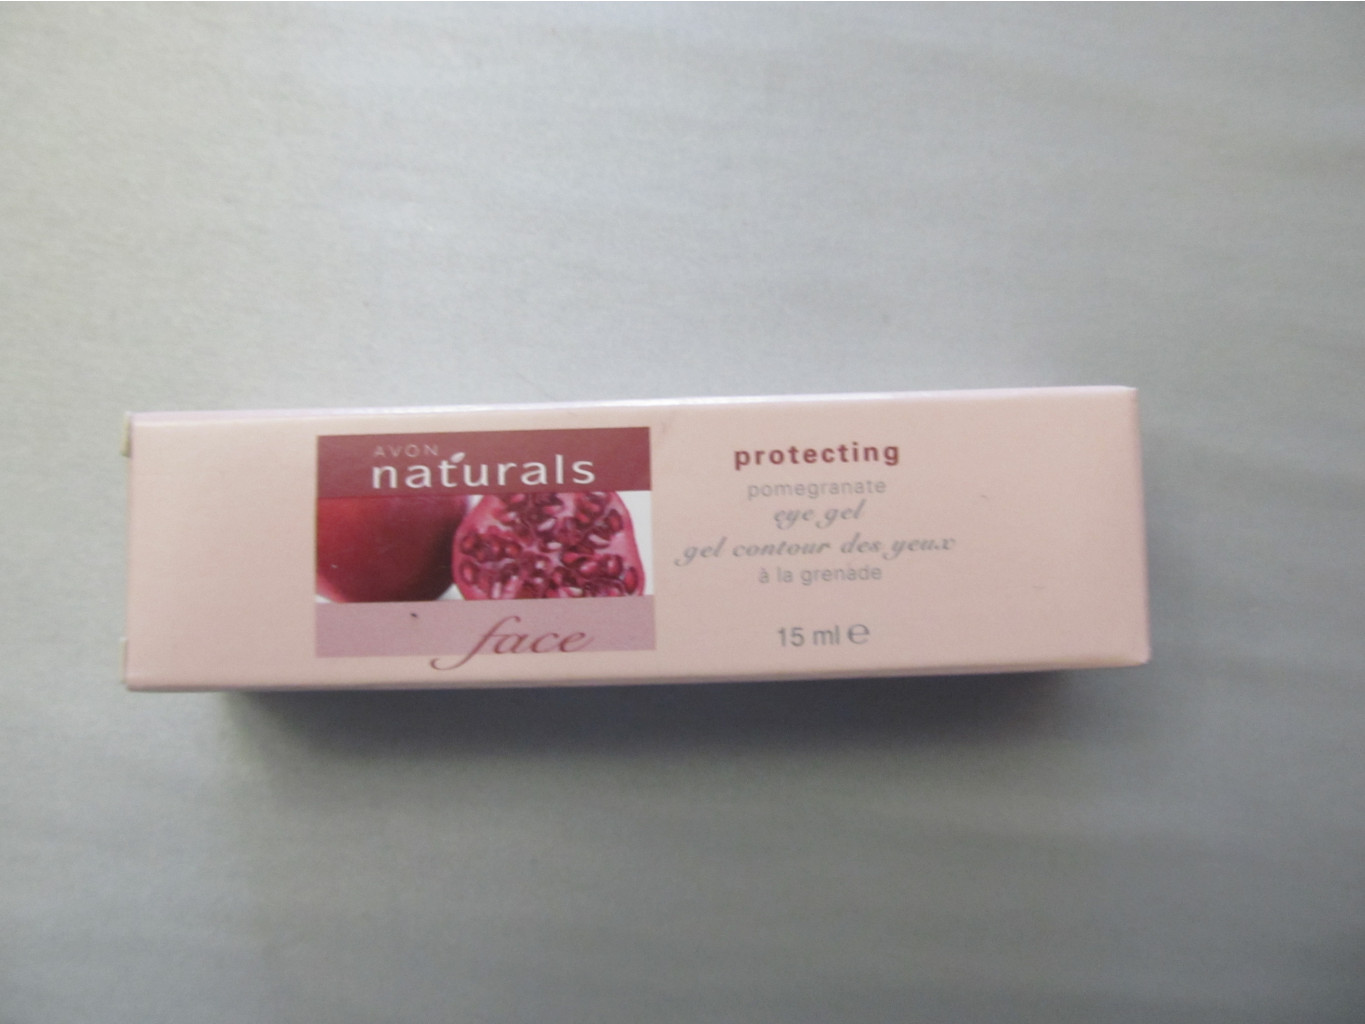 AVON
naturals
face
protecting
pomegranate
eye gel
gel contour des yeux
à la grenade
15 ml ℮